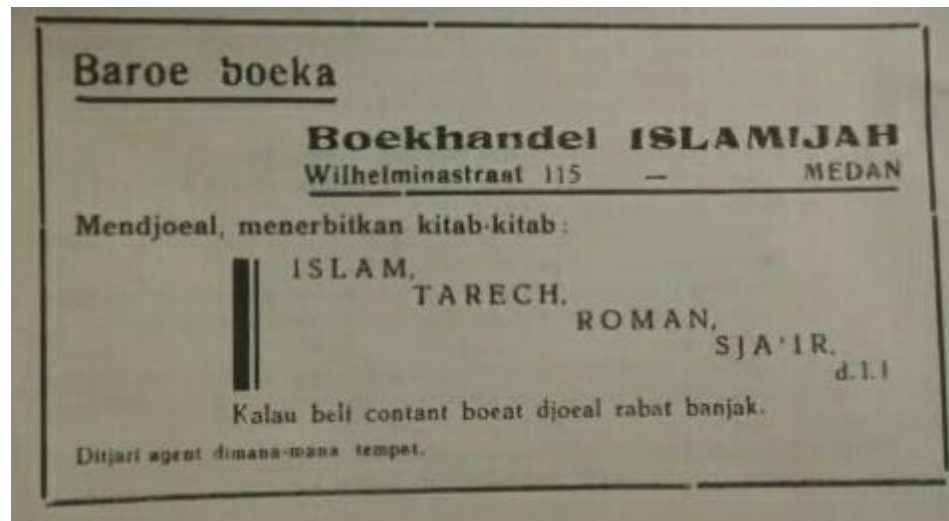 Baroe boeka
Boekhandel ISLAMIJAH
Wilhelminastraat 115 — MEDAN
Mendjoeal, menerbitkan kitab-kitab :
ISLAM,
TARECH,
ROMAN,
SJA'IR,
d.l.l
Kalau beli contant boeat djoeal rabat banjak.
Ditjari agent dimana-mana tempat.